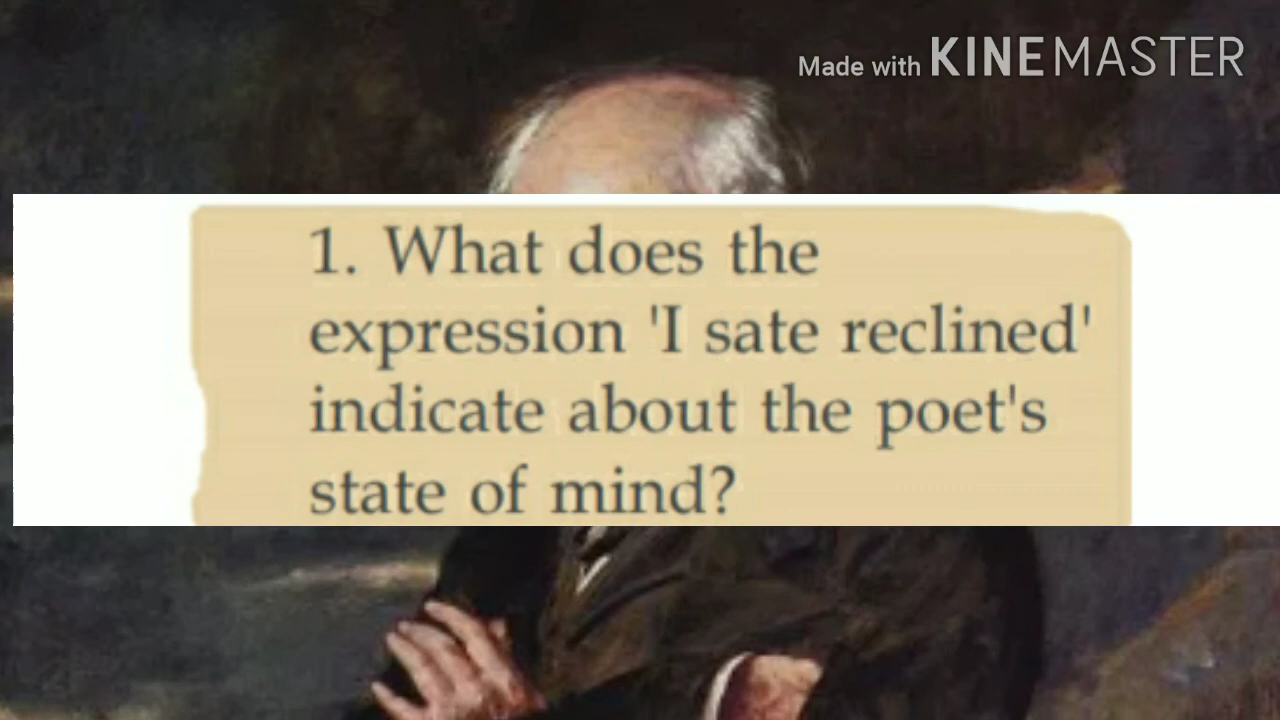 Made with KINEMASTER
1. What does the
expression 'I sate reclined'
indicate about the poet's
state of mind?